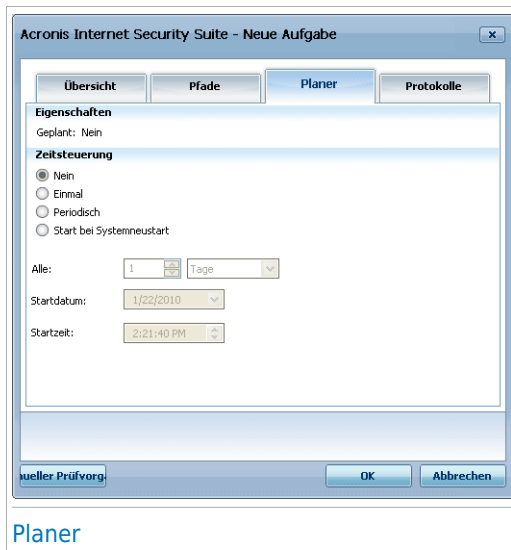 Acronis Internet Security Suite - Neue Aufgabe
Übersicht Pfade Planer Protokolle
Eigenschaften
Geplant: Nein
Zeitsteuerung
Nein
Einmal
Periodisch
Start bei Systemneustart
Alle: 1 Tage
Startdatum: 1/22/2010
Startzeit: 2:21:40 PM
ueller Prüfvorg OK Abbrechen
Planer